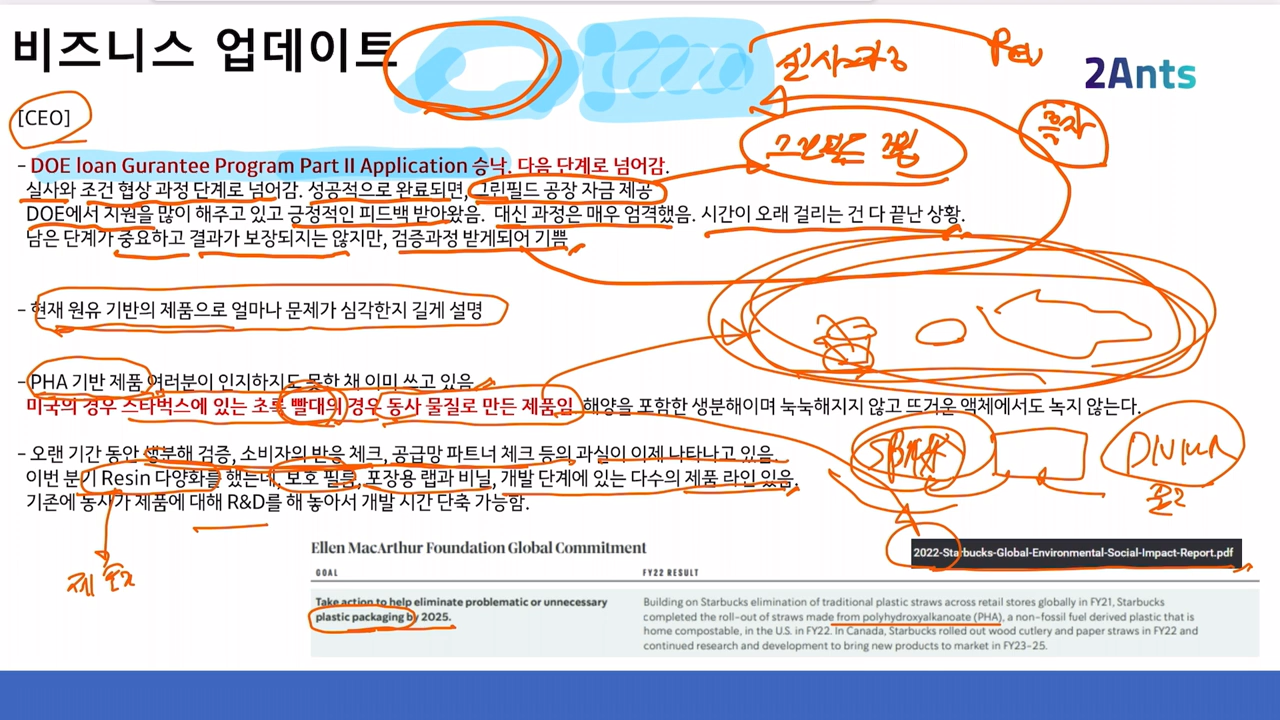 비즈니스 업데이트
2Ants
[CEO]
– DOE loan Gurantee Program Part II Application 승낙. 다음 단계로 넘어감.
실사와 조건 협상 과정 단계로 넘어감. 성공적으로 완료되면, 그린필드 공장 자금 제공
DOE에서 지원을 많이 해주고 있고 긍정적인 피드백 받아왔음. 대신 과정은 매우 엄격했음. 시간이 오래 걸리는 건 다 끝난 상황.
남은 단계가 중요하고 결과가 보장되지는 않지만, 검증과정 받게되어 기쁨
– 현재 원유 기반의 제품으로 얼마나 문제가 심각한지 길게 설명
– PHA 기반 제품 여러분이 인지하지도 못한 채 이미 쓰고 있음
미국의 경우 스타벅스에 있는 초록 빨대의 경우 동사 물질로 만든 제품임. 해양을 포함한 생분해이며 눅눅해지지 않고 뜨거운 액체에서도 녹지 않는다.
– 오랜 기간 동안 생분해 검증, 소비자의 반응 체크, 공급망 파트너 체크 등의 과실이 이제 나타나고 있음.
이번 분기 Resin 다양화를 했는데, 보호 필름, 포장용 랩과 비닐, 개발 단계에 있는 다수의 제품 라인 있음,
기존에 동사가 제품에 대해 R&D를 해 놓아서 개발 시간 단축 가능함.
Ellen MacArthur Foundation Global Commitment
2022-Starbucks-Global-Environmental-Social-Impact-Report.pdf
GOAL
FY22 RESULT
Take action to help eliminate problematic or unnecessary
plastic packaging by 2025.
Building on Starbucks elimination of traditional plastic straws across retail stores globally in FY21, Starbucks
completed the roll-out of straws made from polyhydroxyalkanoate (PHA), a non-fossil fuel derived plastic that is
home compostable, in the U.S. in FY22. In Canada, Starbucks rolled out wood cutlery and paper straws in FY22 and
continued research and development to bring new products to market in FY23–25.